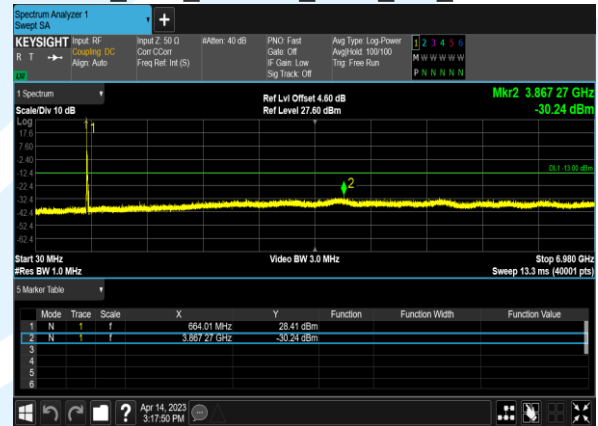 Spectrum Analyzer 1
Swept SA
+
KEYSIGHT Input: RF Input Z: 50 Ω #Atten: 40 dB PNO: Fast Avg Type: Log-Power 1 2 3 4 5 6
R T Coupling: DC Corr CCorr Gate: Off Avg|Hold: 100/100 M W W W W W
Align: Auto Freq Ref: Int (S) IF Gain: Low Trig: Free Run P N N N N N
Sig Track: Off
LW
1 Spectrum Ref Lvl Offset 4.60 dB Mkr2 3.867 27 GHz
Scale/Div 10 dB Ref Level 27.60 dBm -30.24 dBm
Log
1
17.6
7.60
-2.40
-12.4 DL1 -13.00 dBm
-22.4 2
-32.4
-42.4
-52.4
-62.4
Start 30 MHz Video BW 3.0 MHz Stop 6.980 GHz
#Res BW 1.0 MHz Sweep 13.3 ms (40001 pts)
5 Marker Table
Mode Trace Scale X Y Function Function Width Function Value
1 N 1 f 664.01 MHz 28.41 dBm
2 N 1 f 3.867 27 GHz -30.24 dBm
3
4
5
6
? Apr 14, 2023
3:17:50 PM